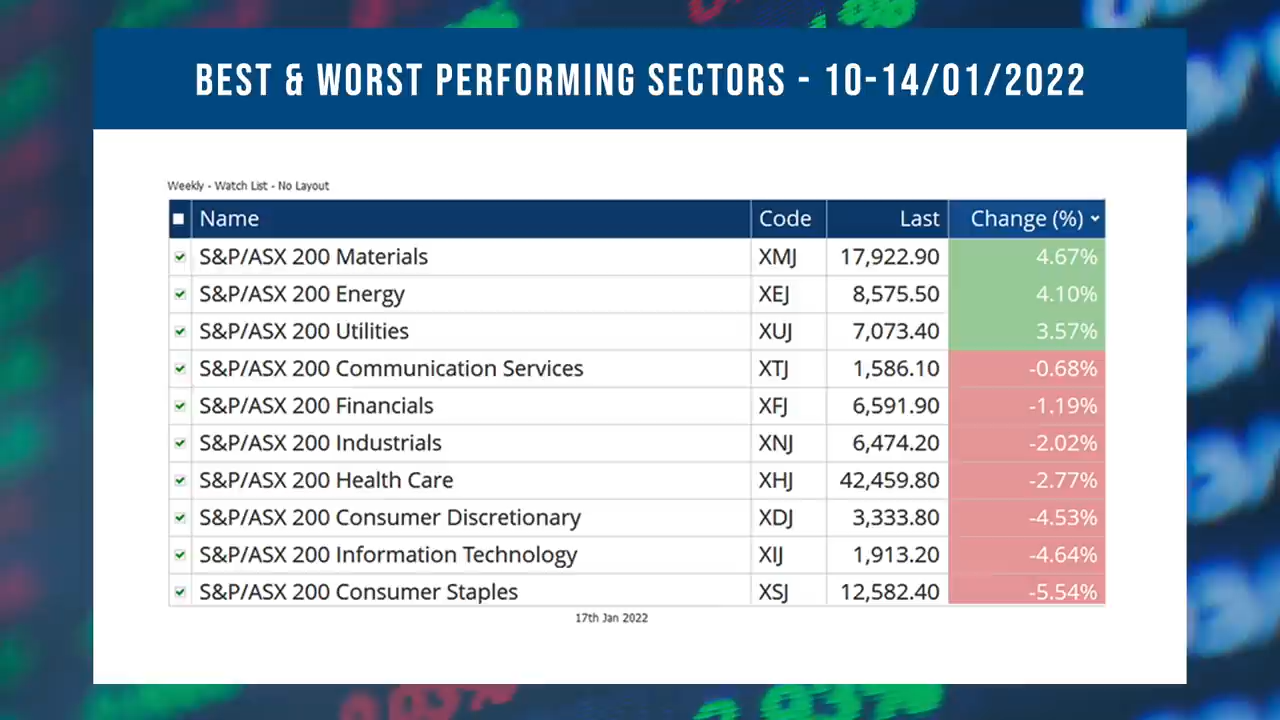 BEST & WORST PERFORMING SECTORS - 10-14/01/2022
Weekly - Watch List - No Layout
Name Code Last Change (%)
S&P/ASX 200 Materials XMJ 17,922.90 4.67%
S&P/ASX 200 Energy XEJ 8,575.50 4.10%
S&P/ASX 200 Utilities XUJ 7,073.40 3.57%
S&P/ASX 200 Communication Services XTJ 1,586.10 -0.68%
S&P/ASX 200 Financials XFJ 6,591.90 -1.19%
S&P/ASX 200 Industrials XNJ 6,474.20 -2.02%
S&P/ASX 200 Health Care XHJ 42,459.80 -2.77%
S&P/ASX 200 Consumer Discretionary XDJ 3,333.80 -4.53%
S&P/ASX 200 Information Technology XIJ 1,913.20 -4.64%
S&P/ASX 200 Consumer Staples XSJ 12,582.40 -5.54%
17th Jan 2022